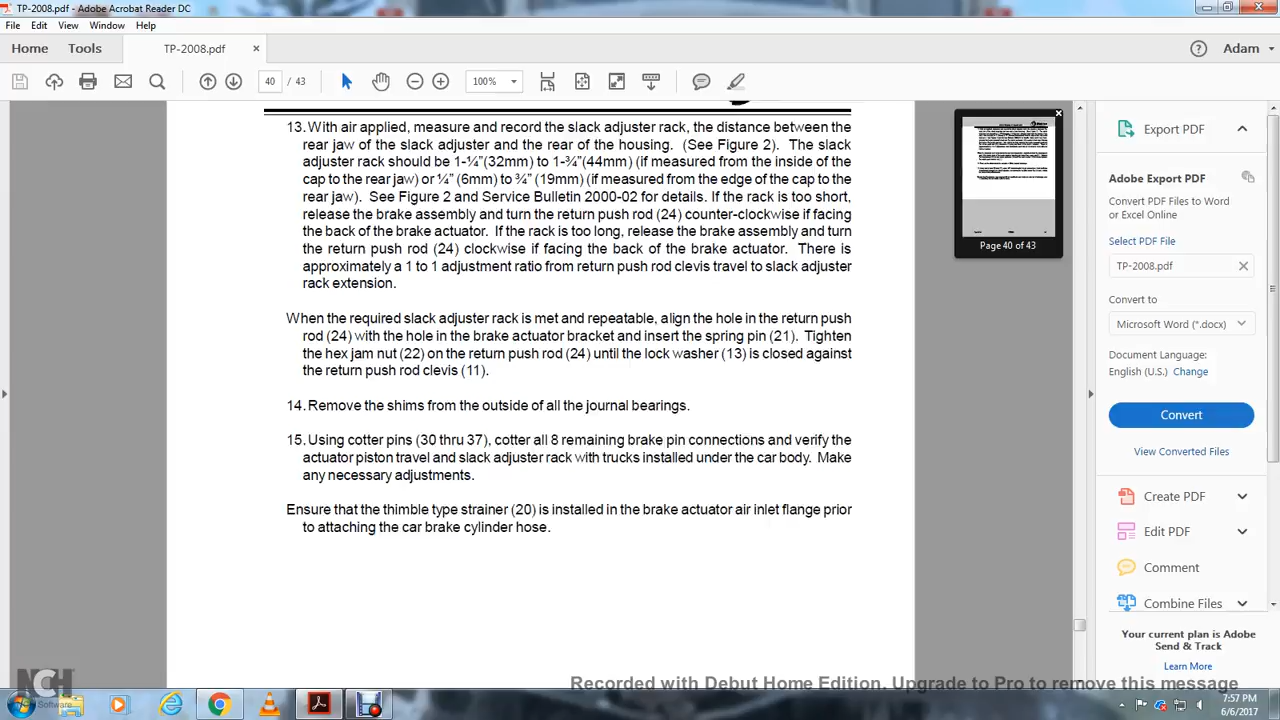 TP-2008.pdf - Adobe Acrobat Reader DC
File Edit View Window Help
Home Tools TP-2008.pdf × Adam
40 / 43 100%
13. With air applied, measure and record the slack adjuster rack, the distance between the
rear jaw of the slack adjuster and the rear of the housing. (See Figure 2). The slack
adjuster rack should be 1-¼"(32mm) to 1-¾"(44mm) (if measured from the inside of the
cap to the rear jaw) or ¼" (6mm) to ¾" (19mm) (if measured from the edge of the cap to the
rear jaw). See Figure 2 and Service Bulletin 2000-02 for details. If the rack is too short,
release the brake assembly and turn the return push rod (24) counter-clockwise if facing
the back of the brake actuator. If the rack is too long, release the brake assembly and turn
the return push rod (24) clockwise if facing the back of the brake actuator. There is
approximately a 1 to 1 adjustment ratio from return push rod clevis travel to slack adjuster
rack extension.
When the required slack adjuster rack is met and repeatable, align the hole in the return push
rod (24) with the hole in the brake actuator bracket and insert the spring pin (21). Tighten
the hex jam nut (22) on the return push rod (24) until the lock washer (13) is closed against
the return push rod clevis (11).
14. Remove the shims from the outside of all the journal bearings.
15. Using cotter pins (30 thru 37), cotter all 8 remaining brake pin connections and verify the
actuator piston travel and slack adjuster rack with trucks installed under the car body. Make
any necessary adjustments.
Ensure that the thimble type strainer (20) is installed in the brake actuator air inlet flange prior
to attaching the car brake cylinder hose.
Page 40 of 43
Export PDF
Adobe Export PDF
Convert PDF Files to Word
or Excel Online
Select PDF File
TP-2008.pdf
Convert to
Microsoft Word (*.docx)
Document Language:
English (U.S.) Change
Convert
View Converted Files
Create PDF
Edit PDF
Comment
Combine Files
Your current plan is Adobe
Send & Track
Learn More
NCH
Software
Recorded with Debut Home Edition. Upgrade to Pro to remove this message
7:57 PM
6/6/2017